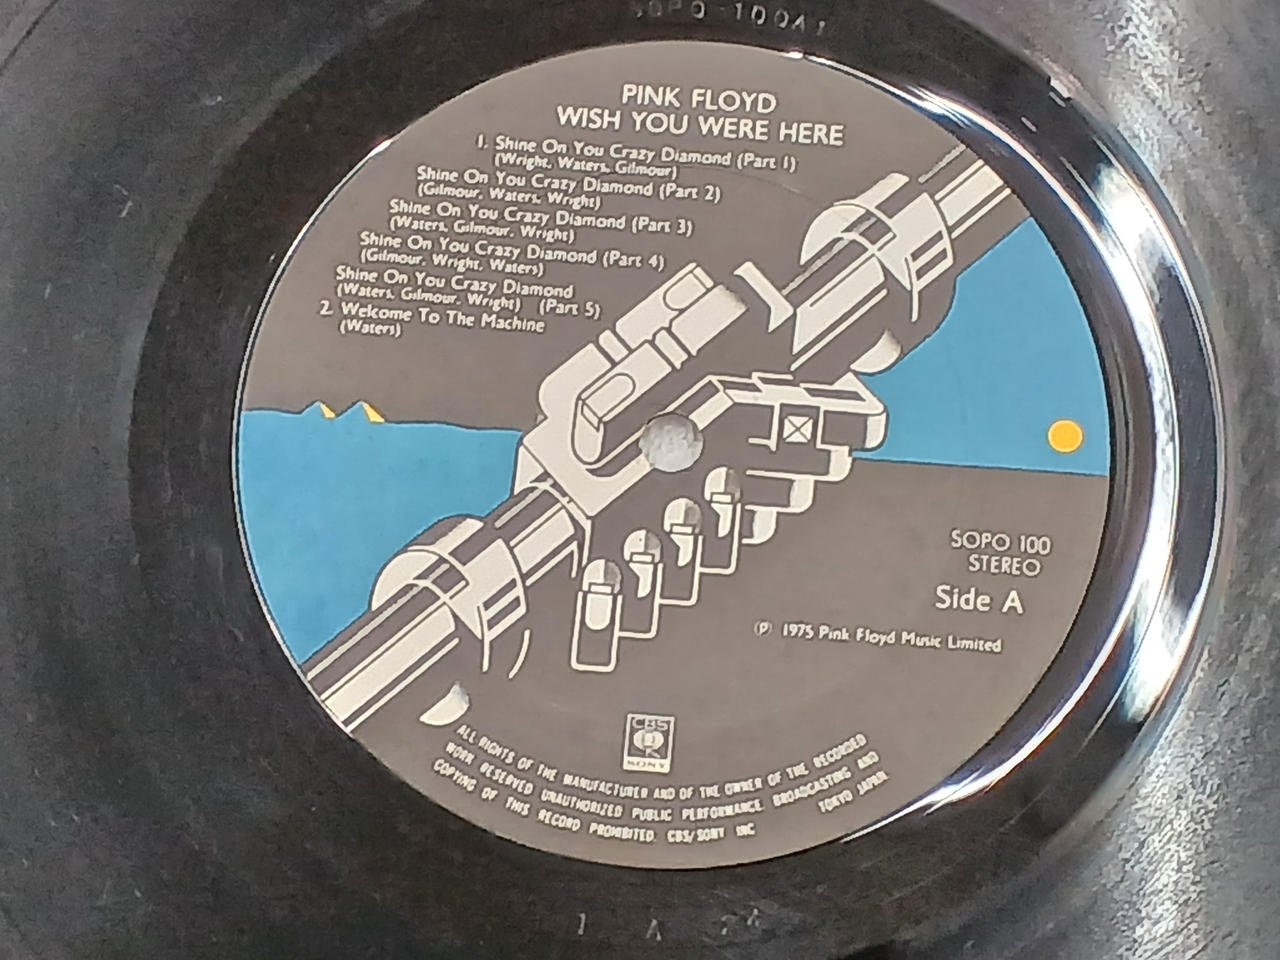 SOPO 100A1
PINK FLOYD
WISH YOU WERE HERE
1. Shine On You Crazy Diamond (Part 1)
(Wright, Waters, Gilmour)
Shine On You Crazy Diamond (Part 2)
(Gilmour, Waters, Wright)
Shine On You Crazy Diamond (Part 3)
(Waters, Gilmour, Wright)
Shine On You Crazy Diamond (Part 4)
(Gilmour, Wright, Waters)
Shine On You Crazy Diamond
(Waters, Gilmour, Wright) (Part 5)
2. Welcome To The Machine
(Waters)
SOPO 100
STEREO
Side A
℗ 1975 Pink Floyd Music Limited
CBS
SONY
ALL RIGHTS OF THE MANUFACTURER AND OF THE OWNER OF THE RECORDED
WORK RESERVED UNAUTHORIZED PUBLIC PERFORMANCE BROADCASTING AND
COPYING OF THIS RECORD PROHIBITED. CBS/SONY INC TOKYO JAPAN
1 A